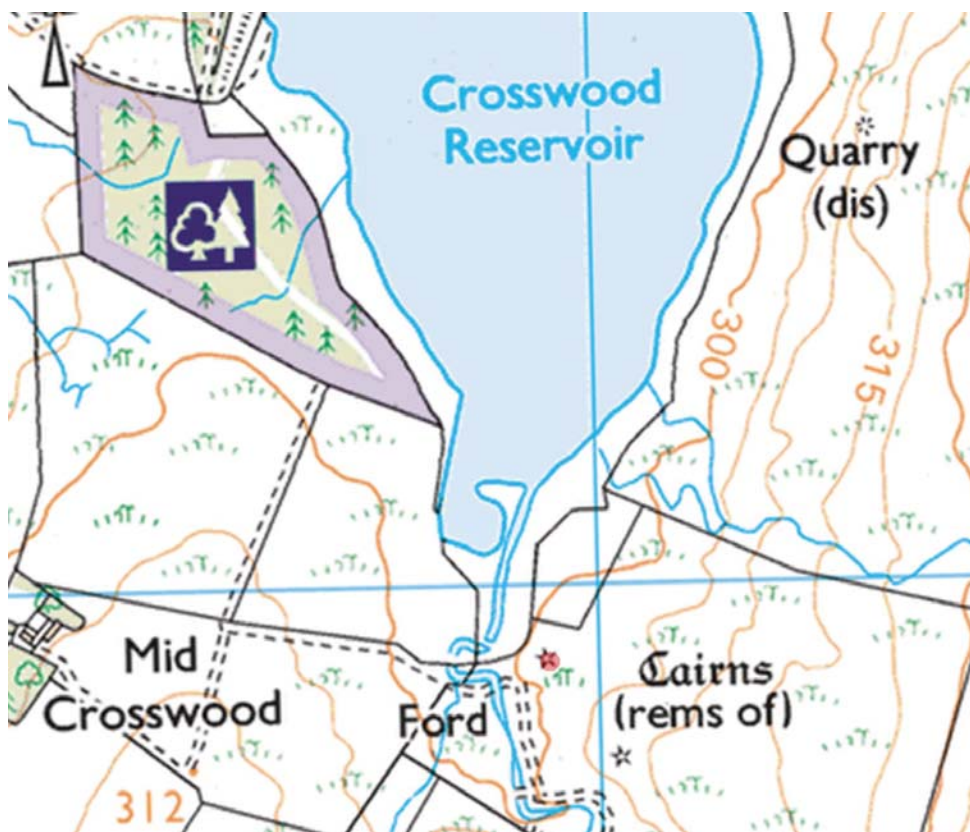 Crosswood
Reservoir
Quarry
(dis)
300
315
Mid
Crosswood
Cairns
(rems of)
Ford
312